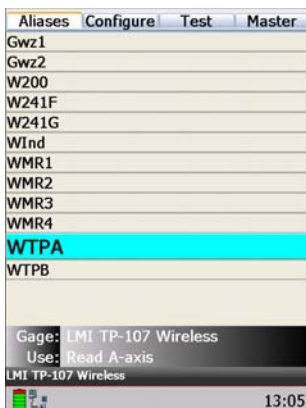 Aliases Configure Test Master
Gwz1
Gwz2
W200
W241F
W241G
WInd
WMR1
WMR2
WMR3
WMR4
WTPA
WTPB
Gage: LMI TP-107 Wireless
Use: Read A-axis
LMI TP-107 Wireless
13:05